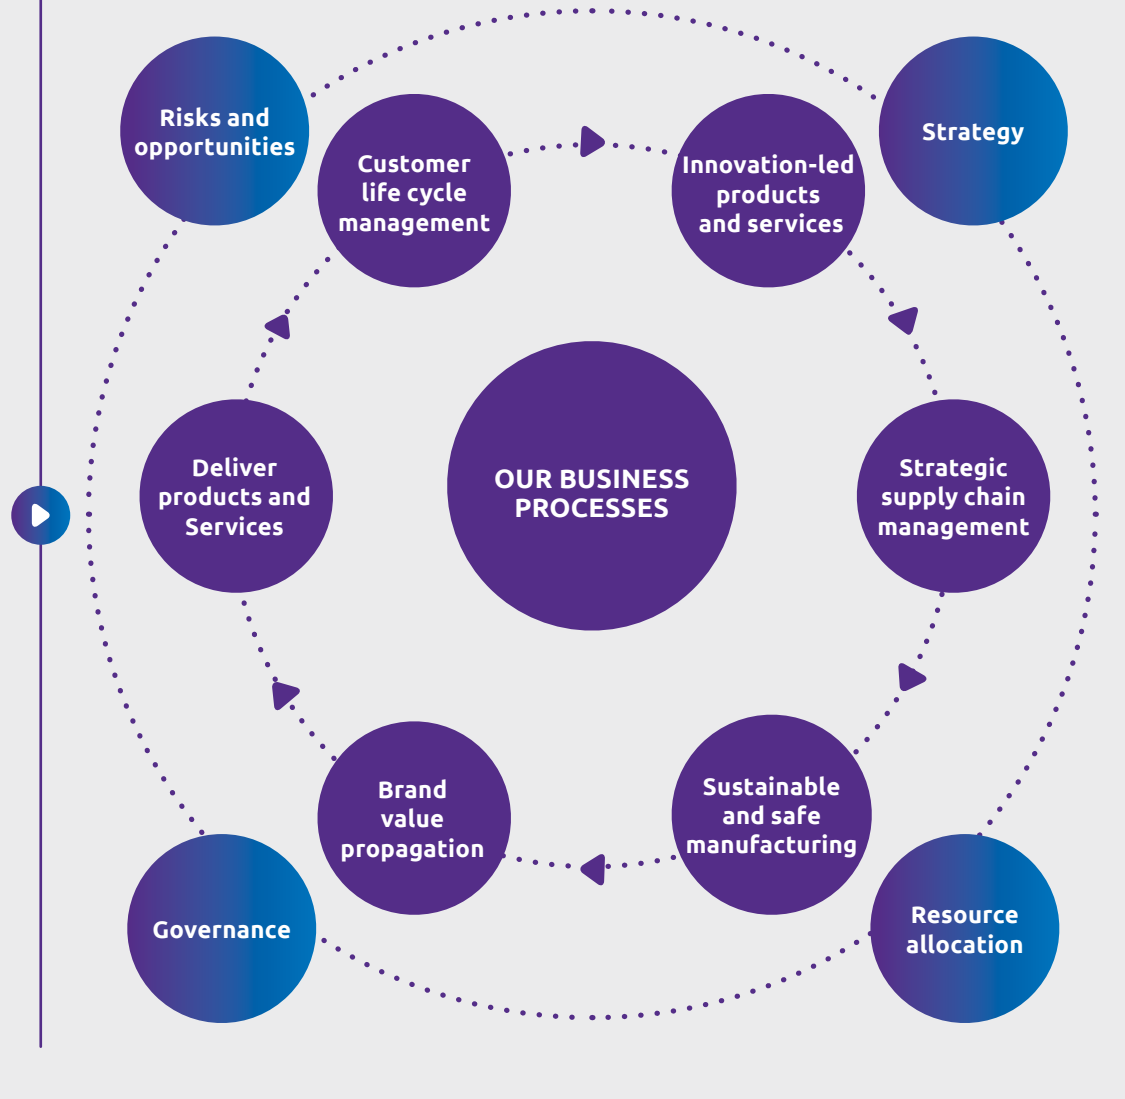 Risks and
opportunities
Strategy
Customer
life cycle
management
Innovation-led
products
and services
Deliver
products and
Services
OUR BUSINESS
PROCESSES
Strategic
supply chain
management
Brand
value
propagation
Sustainable
and safe
manufacturing
Governance
Resource
allocation